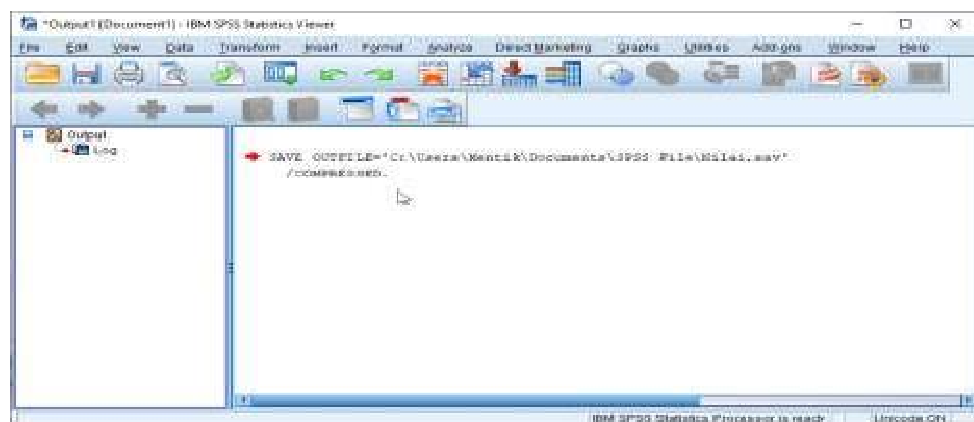 *Output1 [Document1] - IBM SPSS Statistics Viewer
File Edit View Data Transform Insert Format Analyze Direct Marketing Graphs Utilities Add-ons Window Help
Output
Log
SAVE OUTFILE="C:\Users\Mentik\Documents\SPSS File\Nilai.sav"
/COMPRESSED.
IBM SPSS Statistics Processor is ready Unicode:ON